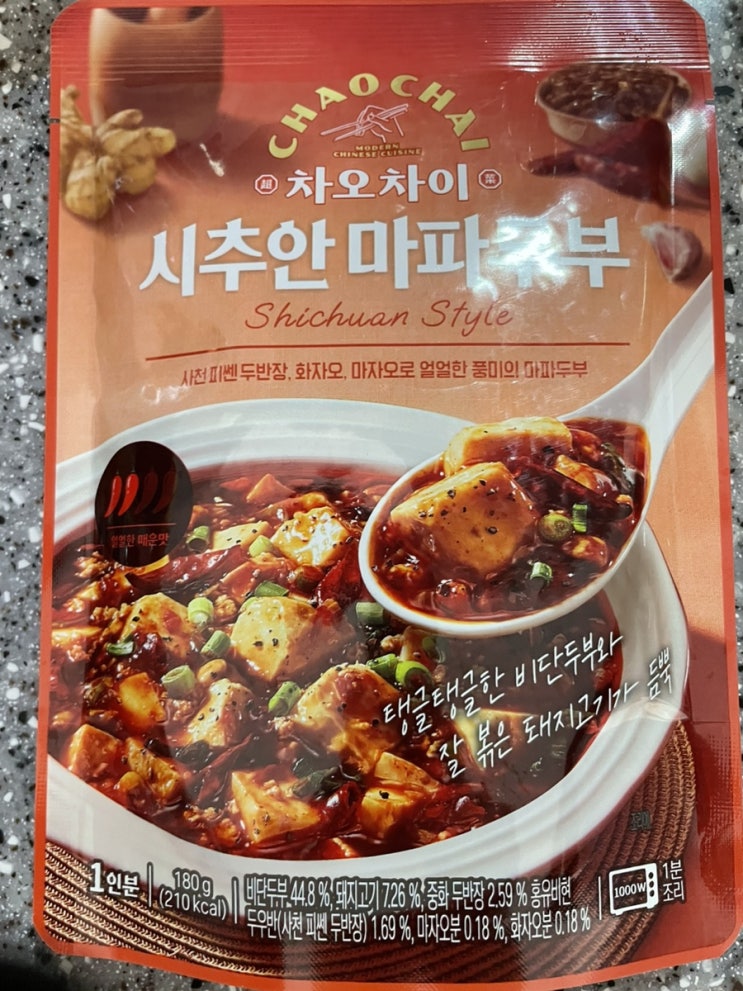 CHAO CHAI
MODERN
CHINESE CUISINE
超 차오차이 菜
시추안 마파두부
Shichuan Style
사천 피쎈 두반장, 화자오, 마자오로 얼얼한 풍미의 마파두부
얼얼한 매운맛
탱글탱글한 비단두부와
잘 볶은 돼지고기가 듬뿍
1인분
180 g
(210 kcal)
비단두부 44.8 %, 돼지고기 7.26 %, 중화 두반장 2.59 % 홍유비현
두우반(사천 피쎈 두반장) 1.69 %, 마자오분 0.18 %, 화자오분 0.18 %
1000W
1분
조리